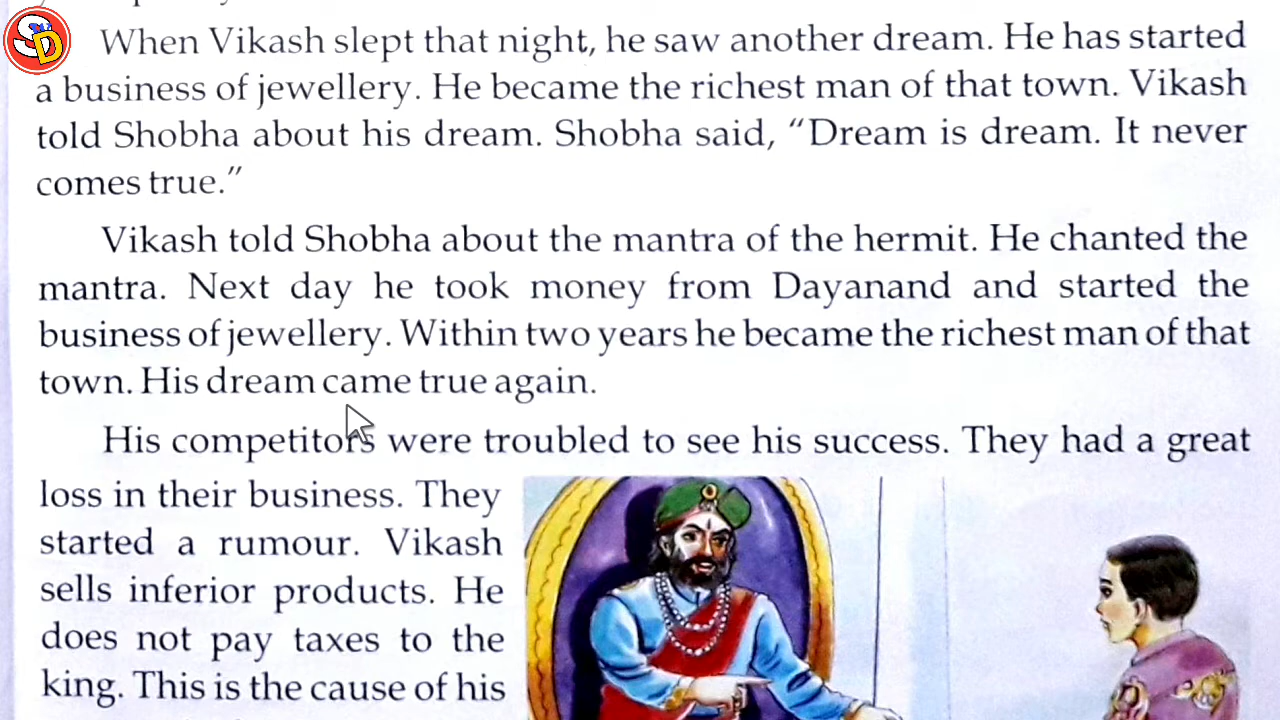 SD
When Vikash slept that night, he saw another dream. He has started
a business of jewellery. He became the richest man of that town. Vikash
told Shobha about his dream. Shobha said, “Dream is dream. It never
comes true.”
Vikash told Shobha about the mantra of the hermit. He chanted the
mantra. Next day he took money from Dayanand and started the
business of jewellery. Within two years he became the richest man of that
town. His dream came true again.
His competitors were troubled to see his success. They had a great
loss in their business. They
started a rumour. Vikash
sells inferior products. He
does not pay taxes to the
king. This is the cause of his